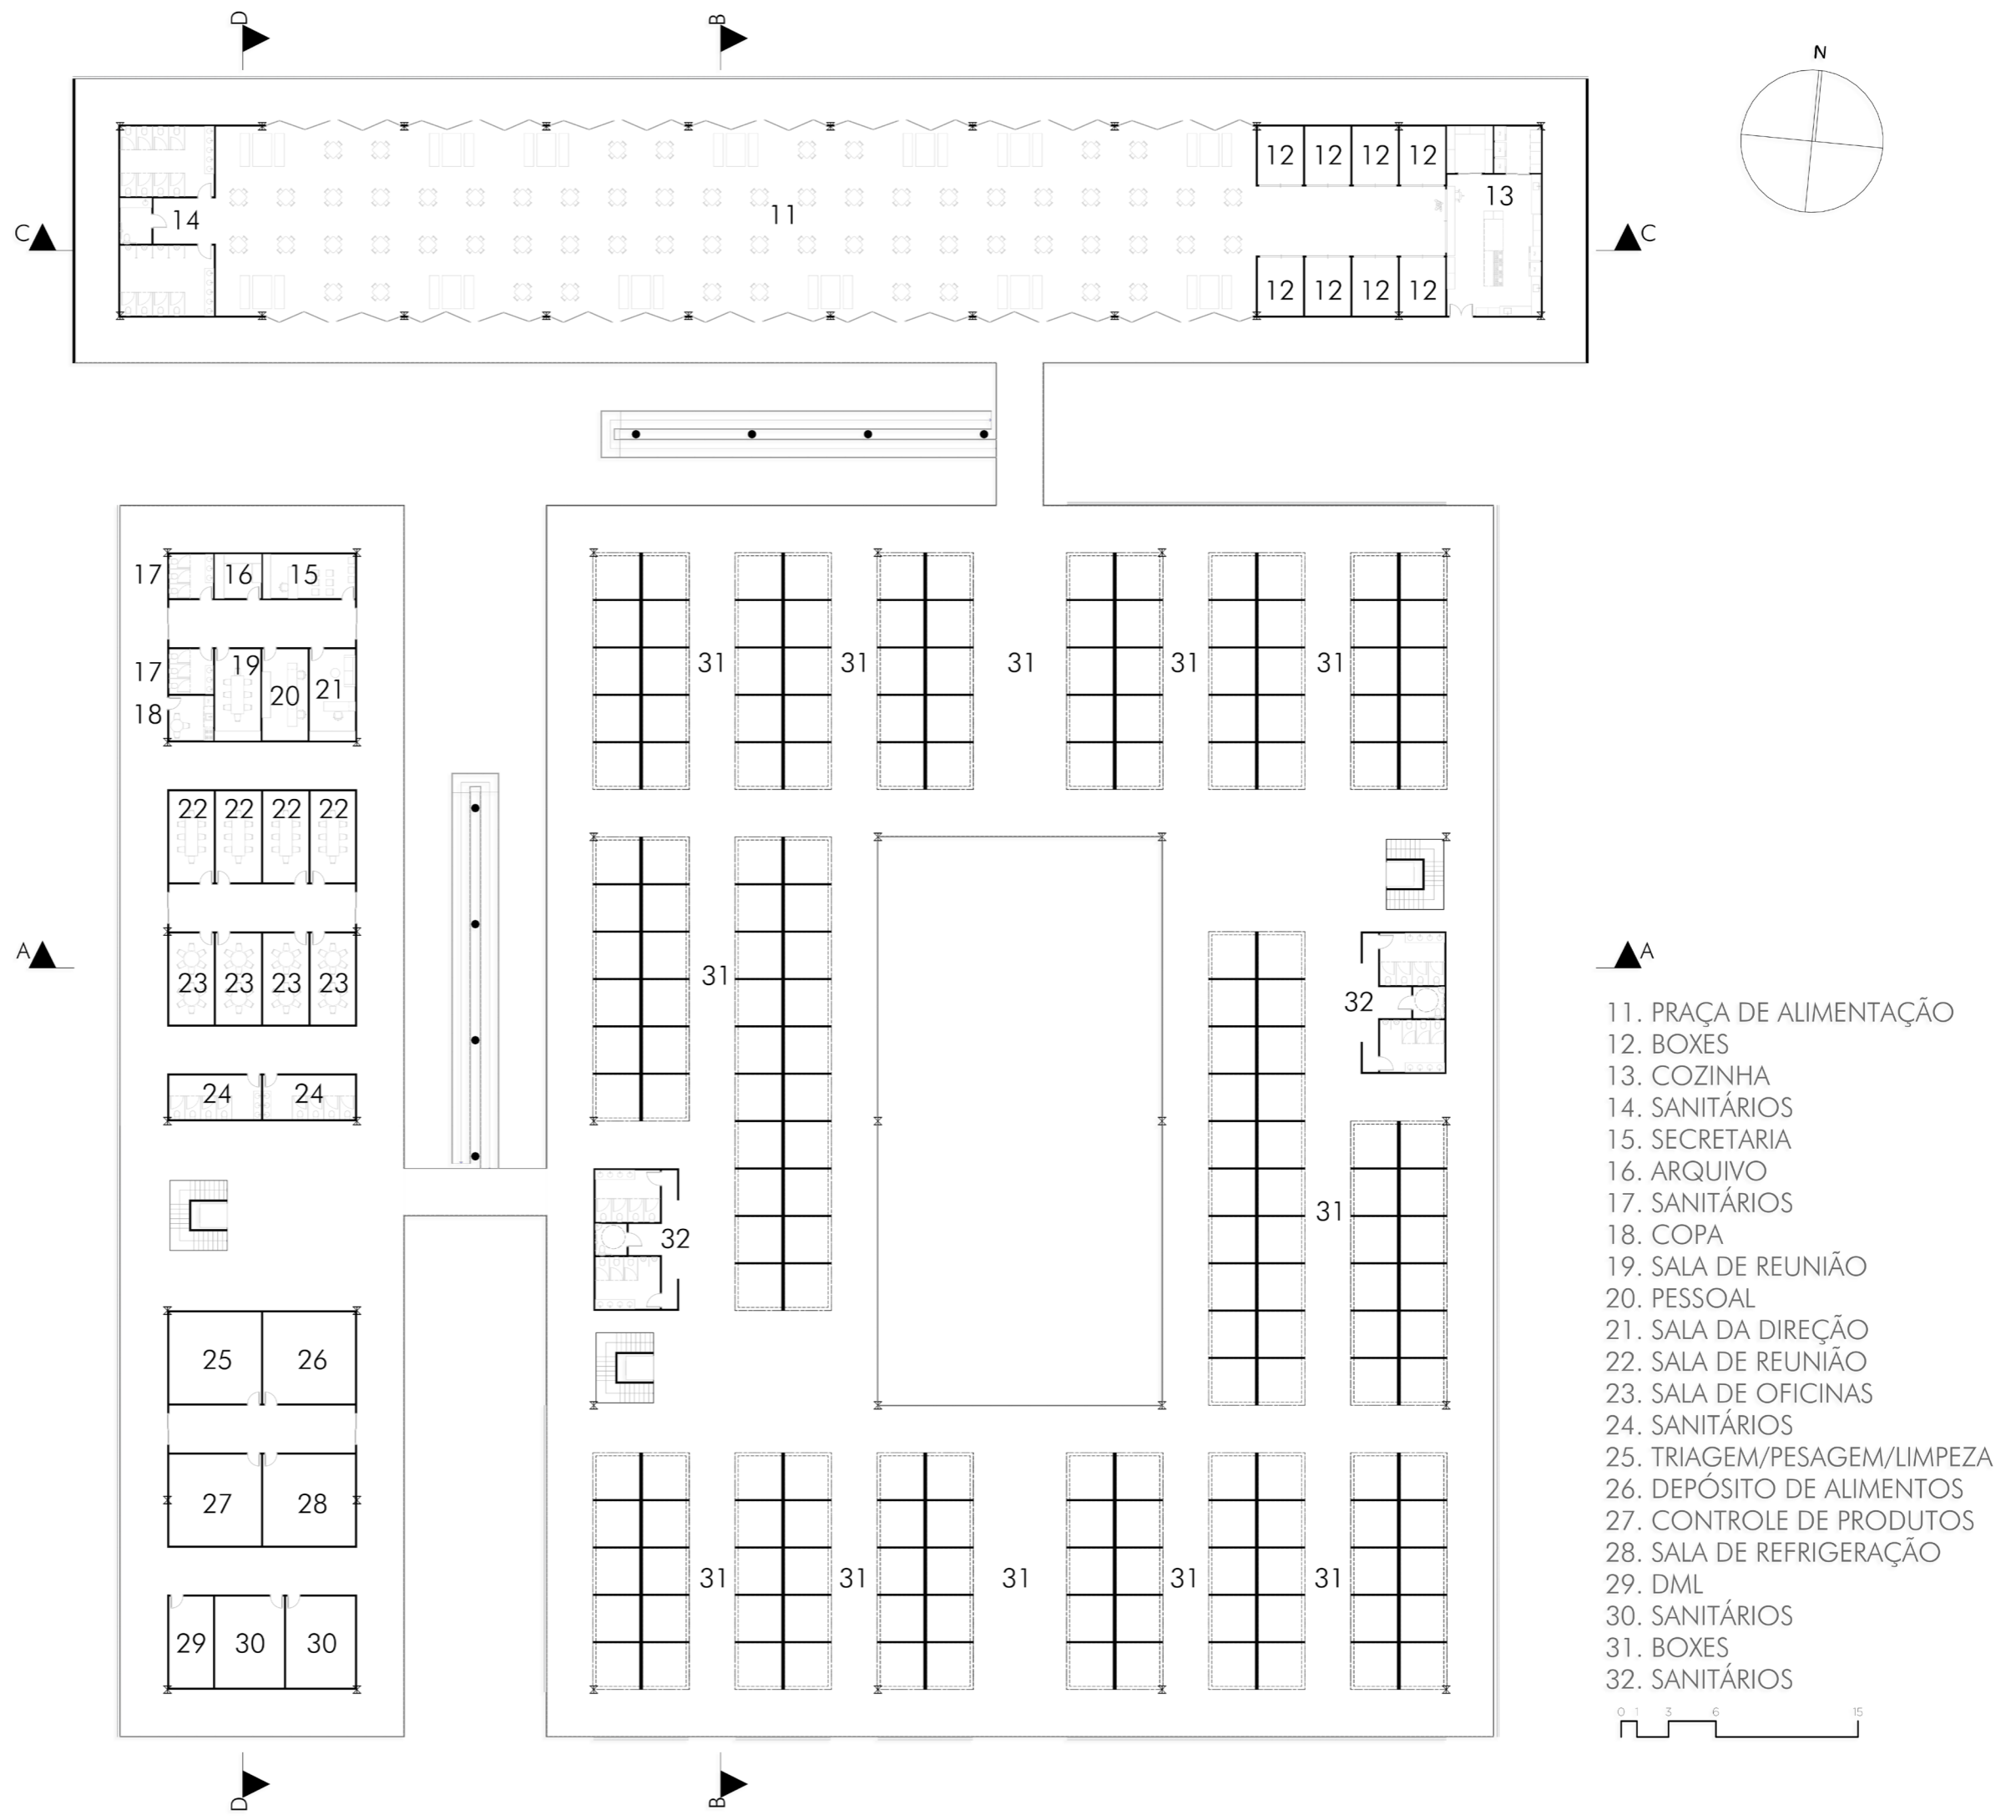 D B
N
12 12 12 12
13
14 11
C C
12 12 12 12
17 16 15
17 19 20 21
18
31 31 31 31 31
22 22 22 22
A A
23 23 23 23
31
32
24 24
31
32
25 26
27 28
31 31 31 31 31
29 30 30
D B
11. PRAÇA DE ALIMENTAÇÃO
12. BOXES
13. COZINHA
14. SANITÁRIOS
15. SECRETARIA
16. ARQUIVO
17. SANITÁRIOS
18. COPA
19. SALA DE REUNIÃO
20. PESSOAL
21. SALA DA DIREÇÃO
22. SALA DE REUNIÃO
23. SALA DE OFICINAS
24. SANITÁRIOS
25. TRIAGEM/PESAGEM/LIMPEZA
26. DEPÓSITO DE ALIMENTOS
27. CONTROLE DE PRODUTOS
28. SALA DE REFRIGERAÇÃO
29. DML
30. SANITÁRIOS
31. BOXES
32. SANITÁRIOS
0 1 3 6 15